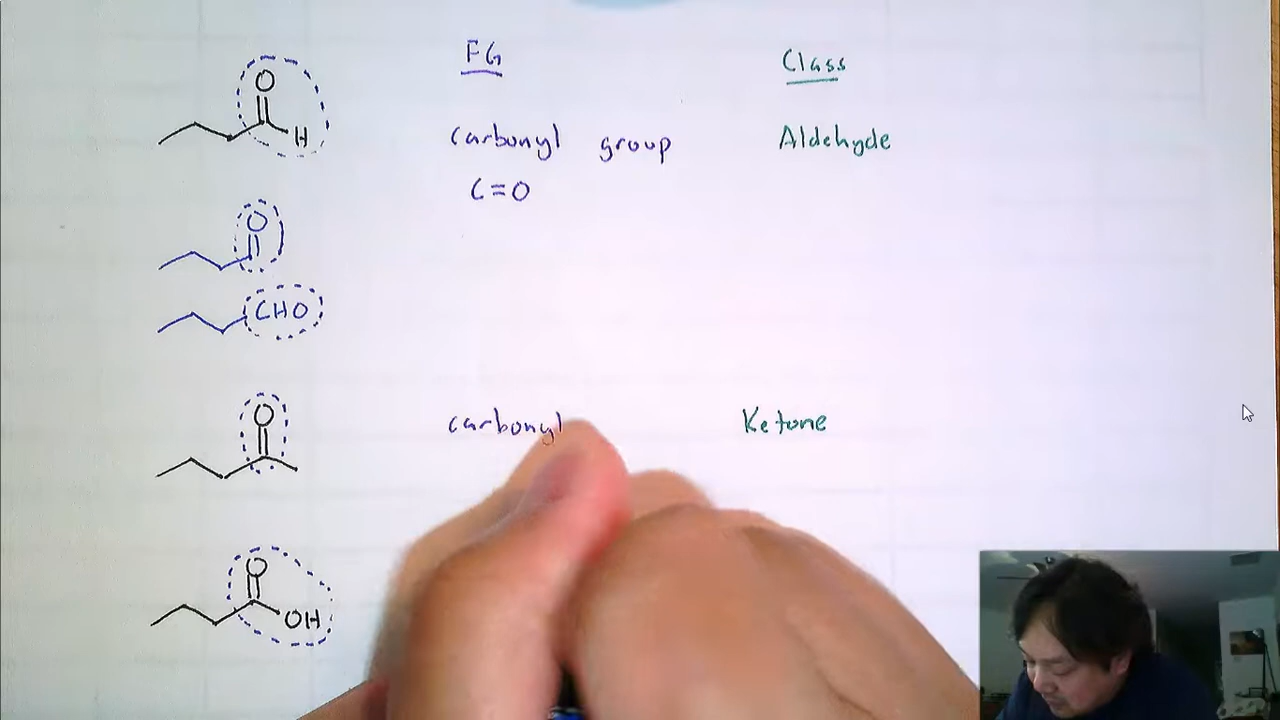 FG
Class
O
H
carbonyl group
Aldehyde
C=O
O
CHO
O
carbonyl
Ketone
O
OH